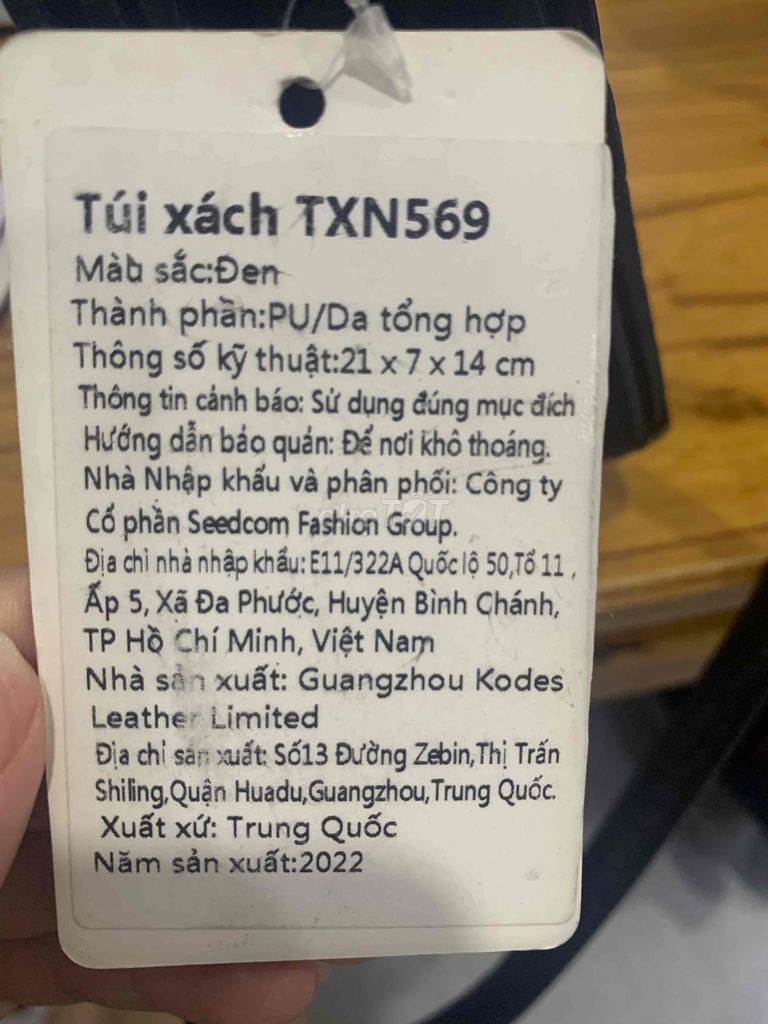 Túi xách TXN569
Màu sắc:Đen
Thành phần:PU/Da tổng hợp
Thông số kỹ thuật:21 x 7 x 14 cm
Thông tin cảnh báo: Sử dụng đúng mục đích
Hướng dẫn bảo quản: Để nơi khô thoáng.
Nhà Nhập khẩu và phân phối: Công ty
Cổ phần Seedcom Fashion Group.
Địa chỉ nhà nhập khẩu: E11/322A Quốc lộ 50,Tổ 11 ,
Ấp 5, Xã Đa Phước, Huyện Bình Chánh,
TP Hồ Chí Minh, Việt Nam
Nhà sản xuất: Guangzhou Kodes
Leather Limited
Địa chỉ sản xuất: Số13 Đường Zebin,Thị Trấn
Shiling,Quận Huadu,Guangzhou,Trung Quốc.
Xuất xứ: Trung Quốc
Năm sản xuất:2022